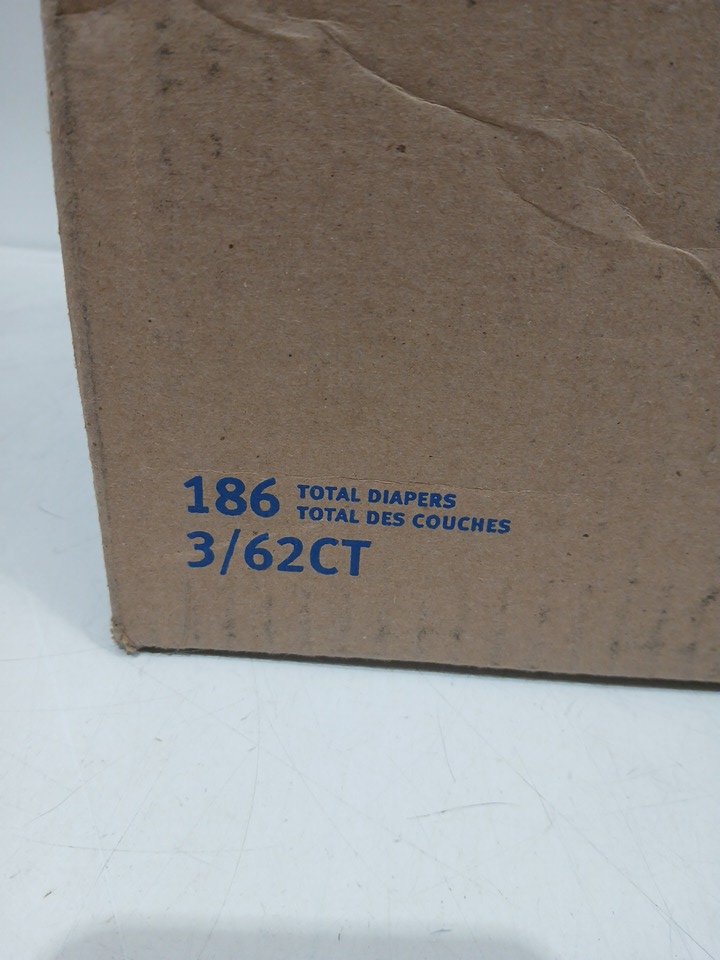 186 TOTAL DIAPERS
TOTAL DES COUCHES
3/62CT